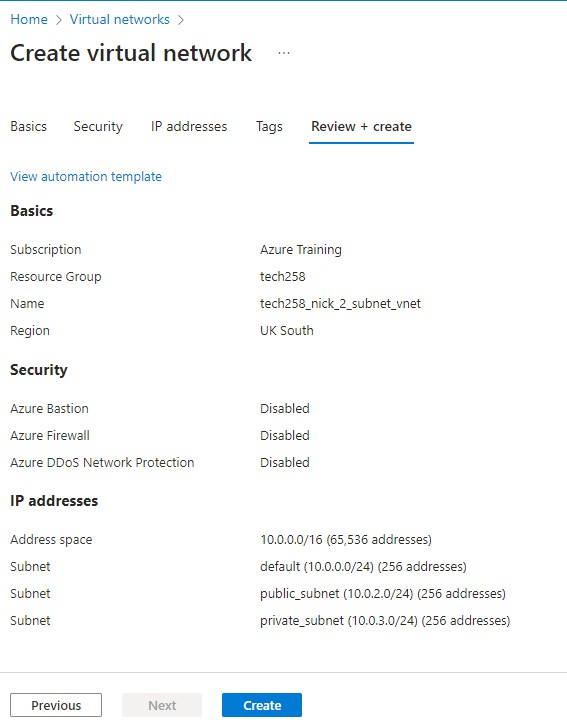 Home > Virtual networks >
Create virtual network ...
Basics Security IP addresses Tags Review + create
View automation template
Basics
Subscription Azure Training
Resource Group tech258
Name tech258_nick_2_subnet_vnet
Region UK South
Security
Azure Bastion Disabled
Azure Firewall Disabled
Azure DDoS Network Protection Disabled
IP addresses
Address space 10.0.0.0/16 (65,536 addresses)
Subnet default (10.0.0.0/24) (256 addresses)
Subnet public_subnet (10.0.2.0/24) (256 addresses)
Subnet private_subnet (10.0.3.0/24) (256 addresses)
Previous Next Create